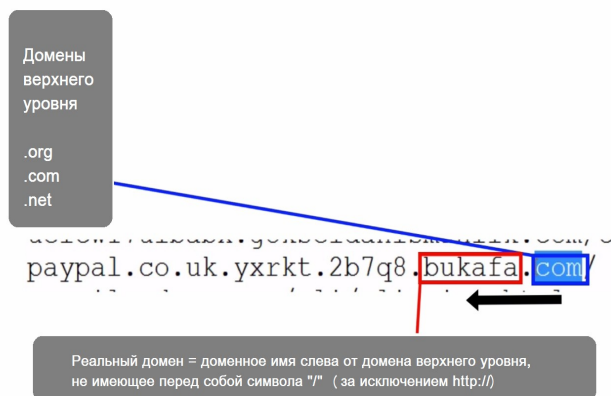 Домены
верхнего
уровня
.org
.com
.net
paypal.co.uk.yxrkt.2b7q8.bukafa.com/
Реальный домен = доменное имя слева от домена верхнего уровня,
не имеющее перед собой символа "/" ( за исключением http://)